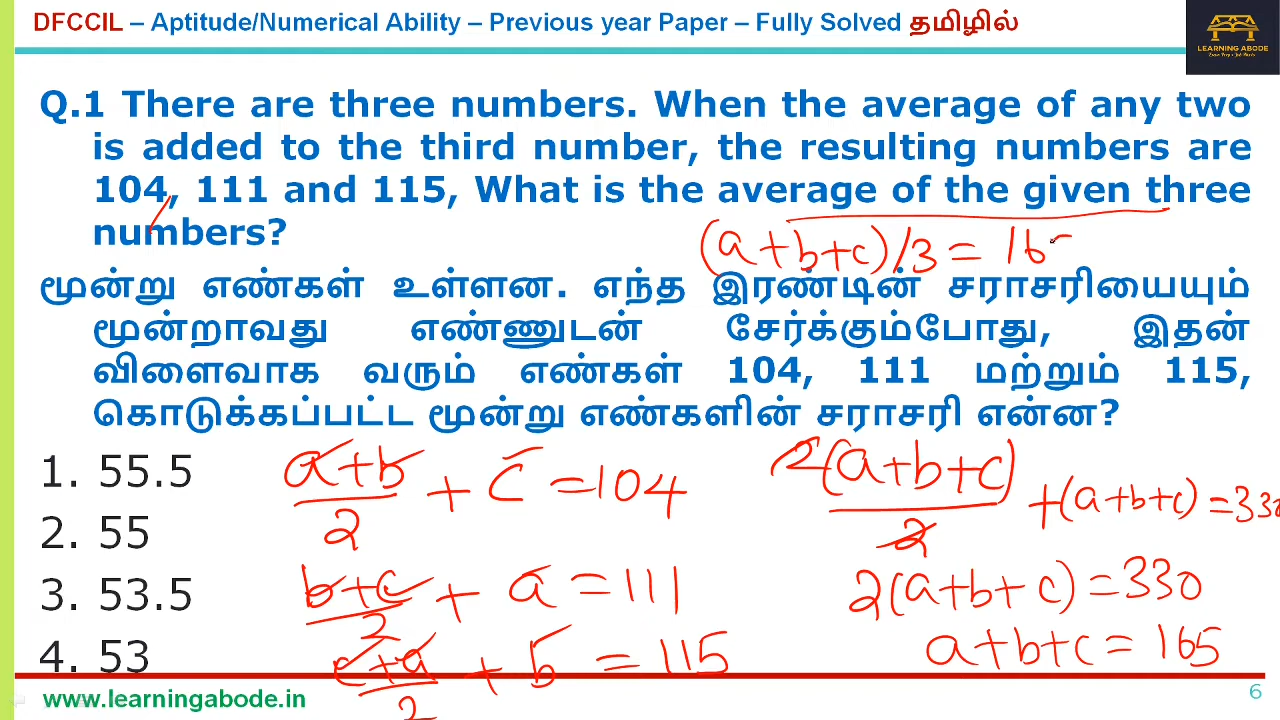 DFCCIL – Aptitude/Numerical Ability – Previous year Paper – Fully Solved தமிழில்
LEARNING ABODE
Q.1 There are three numbers. When the average of any two
is added to the third number, the resulting numbers are
104, 111 and 115, What is the average of the given three
numbers?
(a+b+c)/3 = 16
மூன்று எண்கள் உள்ளன. எந்த இரண்டின் சராசரியையும்
மூன்றாவது எண்ணுடன் சேர்க்கும்போது, இதன்
விளைவாக வரும் எண்கள் 104, 111 மற்றும் 115,
கொடுக்கப்பட்ட மூன்று எண்களின் சராசரி என்ன?
1. 55.5
2. 55
3. 53.5
4. 53
a+b/2 + c = 104
b+c/2 + a = 111
c+a/2 + b = 115
2(a+b+c)/2 + (a+b+c) = 330
2(a+b+c) = 330
a+b+c = 165
www.learningabode.in
6